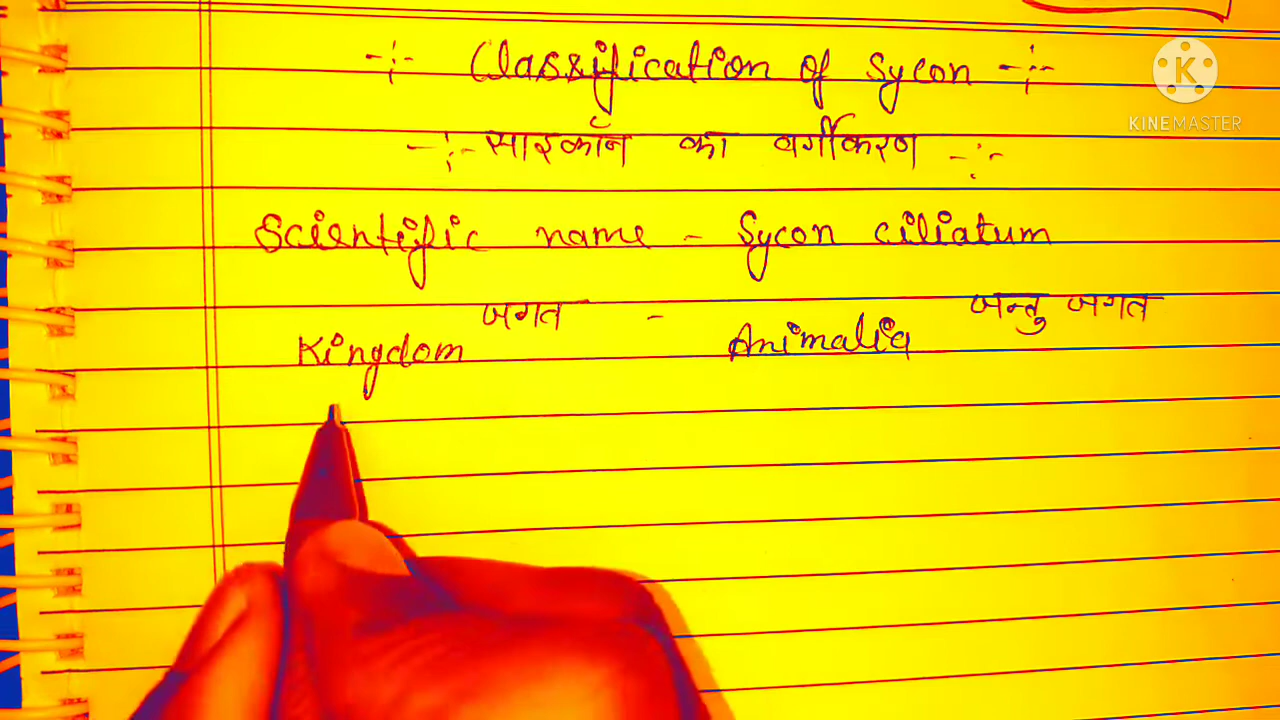 -:- Classification of Sycon -:-
-:- साइकॉन का वर्गीकरण -:-
Scientific name - Sycon ciliatum
Kingdom जगत - Animalia जन्तु जगत
K
KINEMASTER